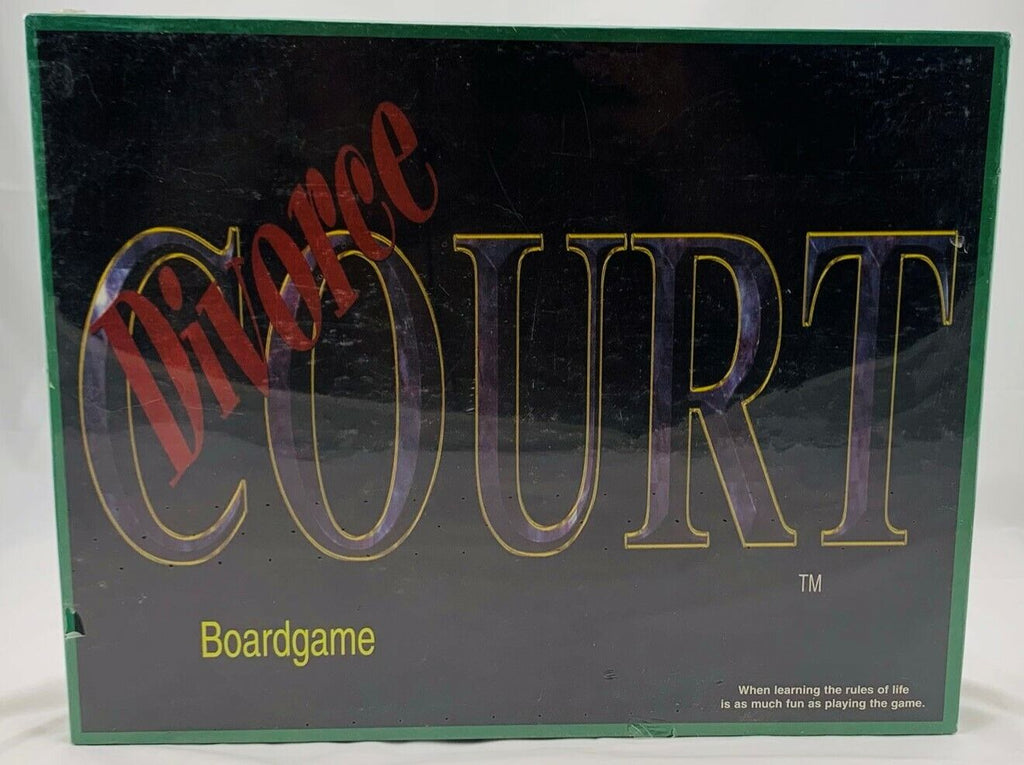 Divorce
COURT
TM
Boardgame
When learning the rules of life
is as much fun as playing the game.